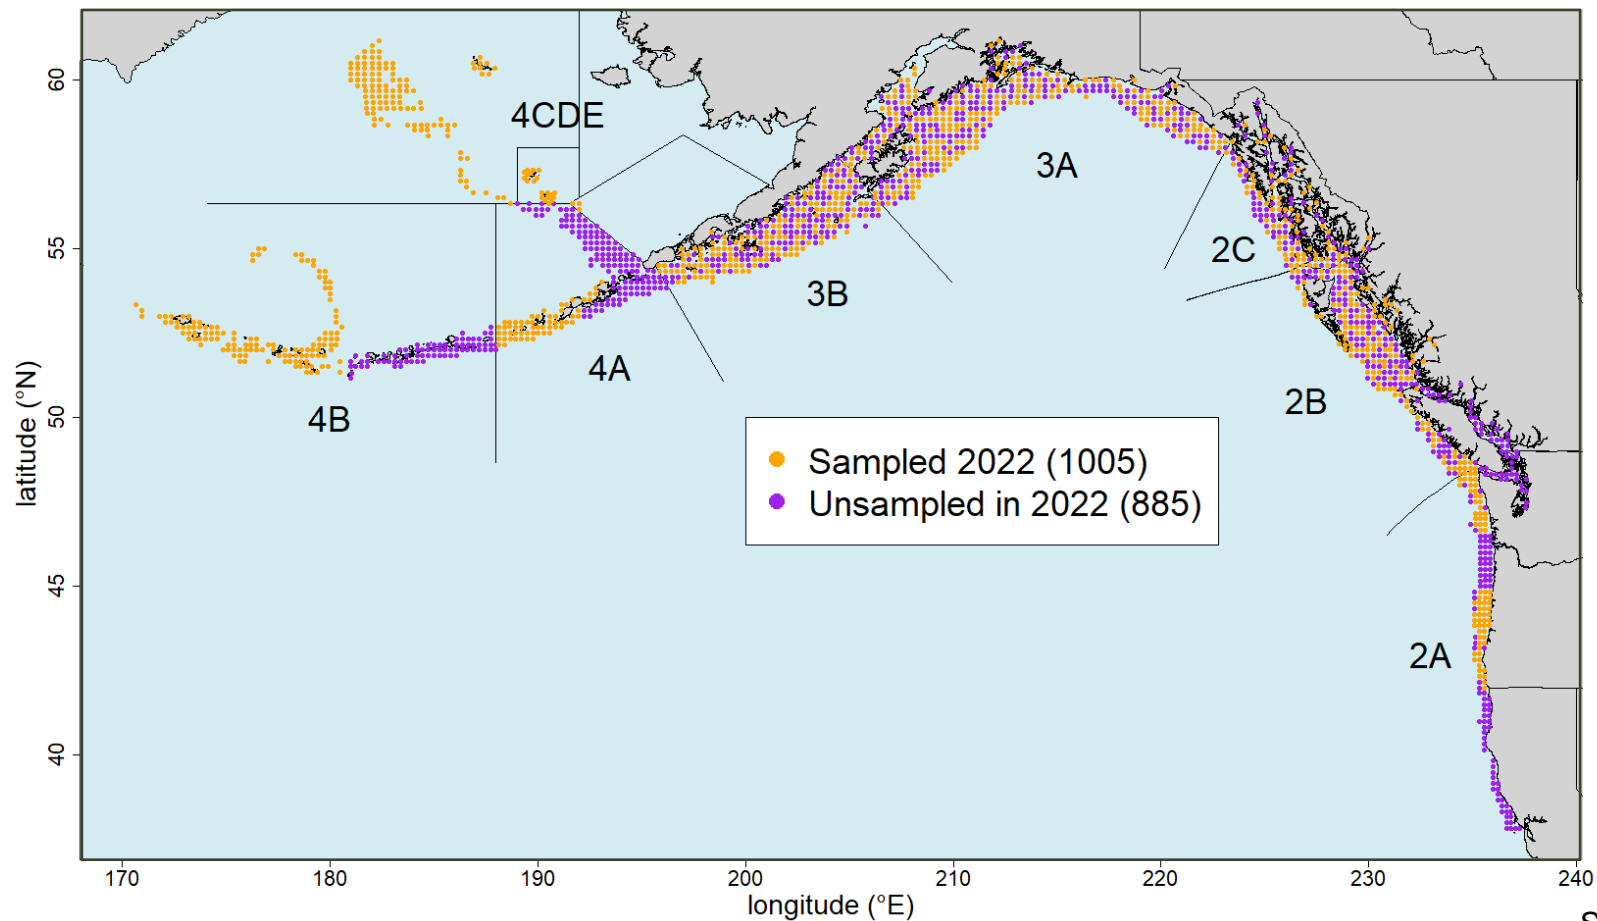 60
55
50
45
40
latitude (°N)
4CDE
3A
2C
3B
4A
2B
4B
2A
Sampled 2022 (1005)
Unsampled in 2022 (885)
170
180
190
200
210
220
230
240
longitude (°E)